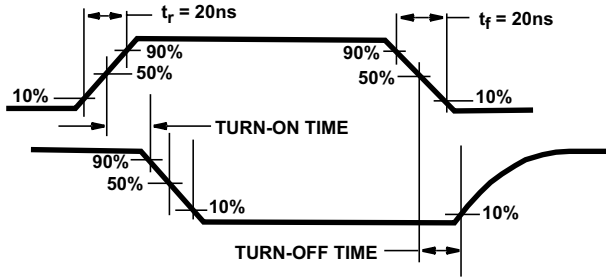 tr = 20ns
tf = 20ns
90%
90%
50%
50%
10%
10%
TURN-ON TIME
90%
50%
10%
10%
TURN-OFF TIME